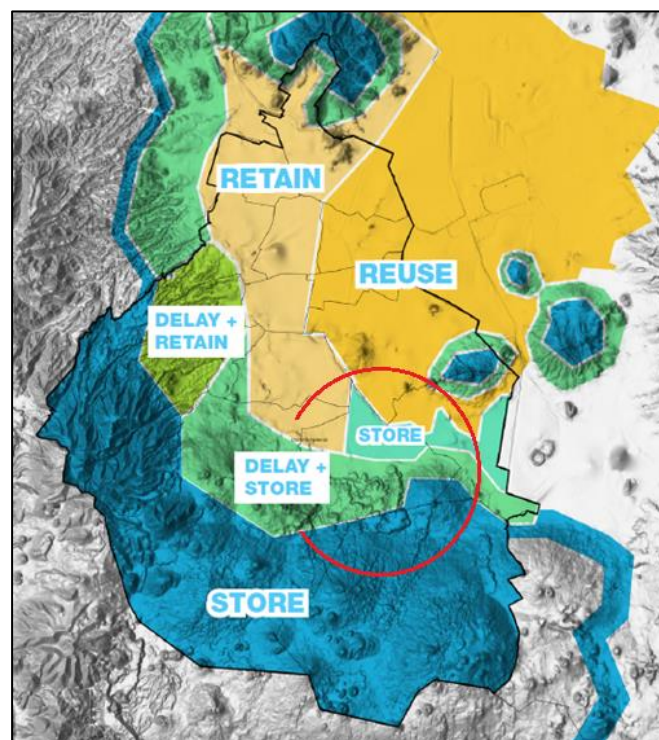 RETAIN
REUSE
DELAY +
RETAIN
STORE
DELAY +
STORE
STORE